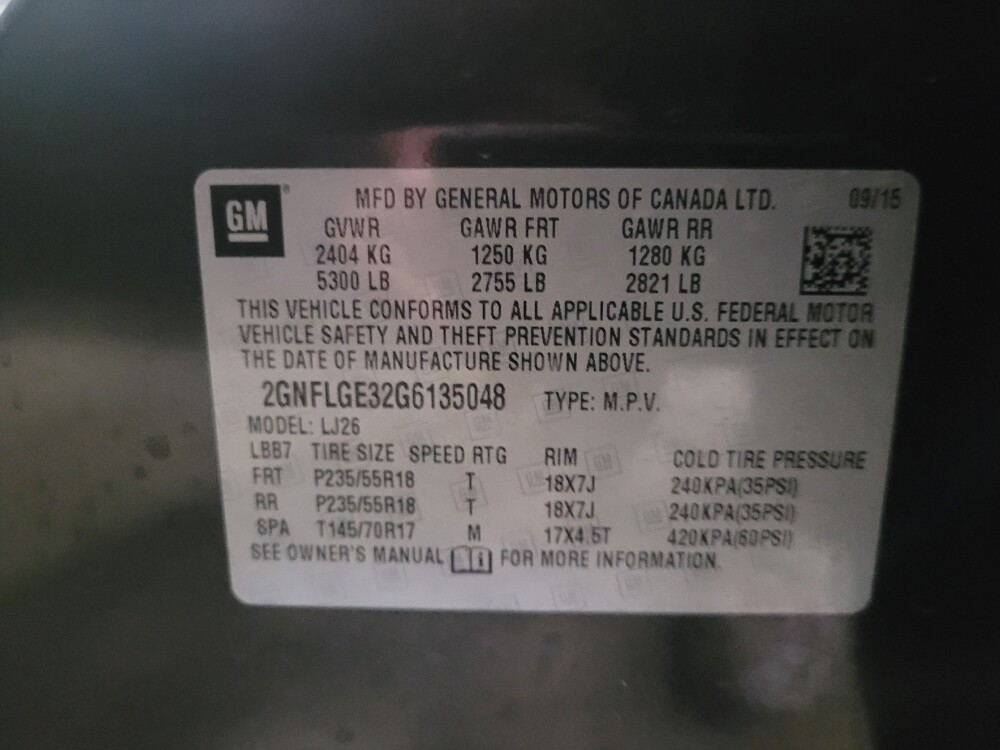 GM®
MFD BY GENERAL MOTORS OF CANADA LTD. 09/15
GVWR GAWR FRT GAWR RR
2404 KG 1250 KG 1280 KG
5300 LB 2755 LB 2821 LB
THIS VEHICLE CONFORMS TO ALL APPLICABLE U.S. FEDERAL MOTOR
VEHICLE SAFETY AND THEFT PREVENTION STANDARDS IN EFFECT ON
THE DATE OF MANUFACTURE SHOWN ABOVE.
2GNFLGE32G6135048 TYPE: M.P.V.
MODEL: LJ26
LBB7 TIRE SIZE SPEED RTG RIM COLD TIRE PRESSURE
FRT P235/55R18 T 18X7J 240KPA(35PSI)
RR P235/55R18 T 18X7J 240KPA(35PSI)
SPA T145/70R17 M 17X4.5T 420KPA(60PSI)
SEE OWNER'S MANUAL i FOR MORE INFORMATION.